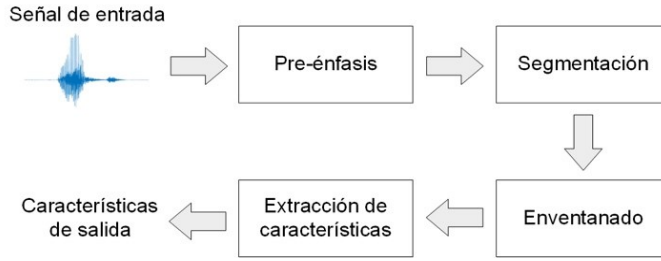 Señal de entrada
Pre-énfasis
Segmentación
Enventanado
Extracción de
características
Características
de salida